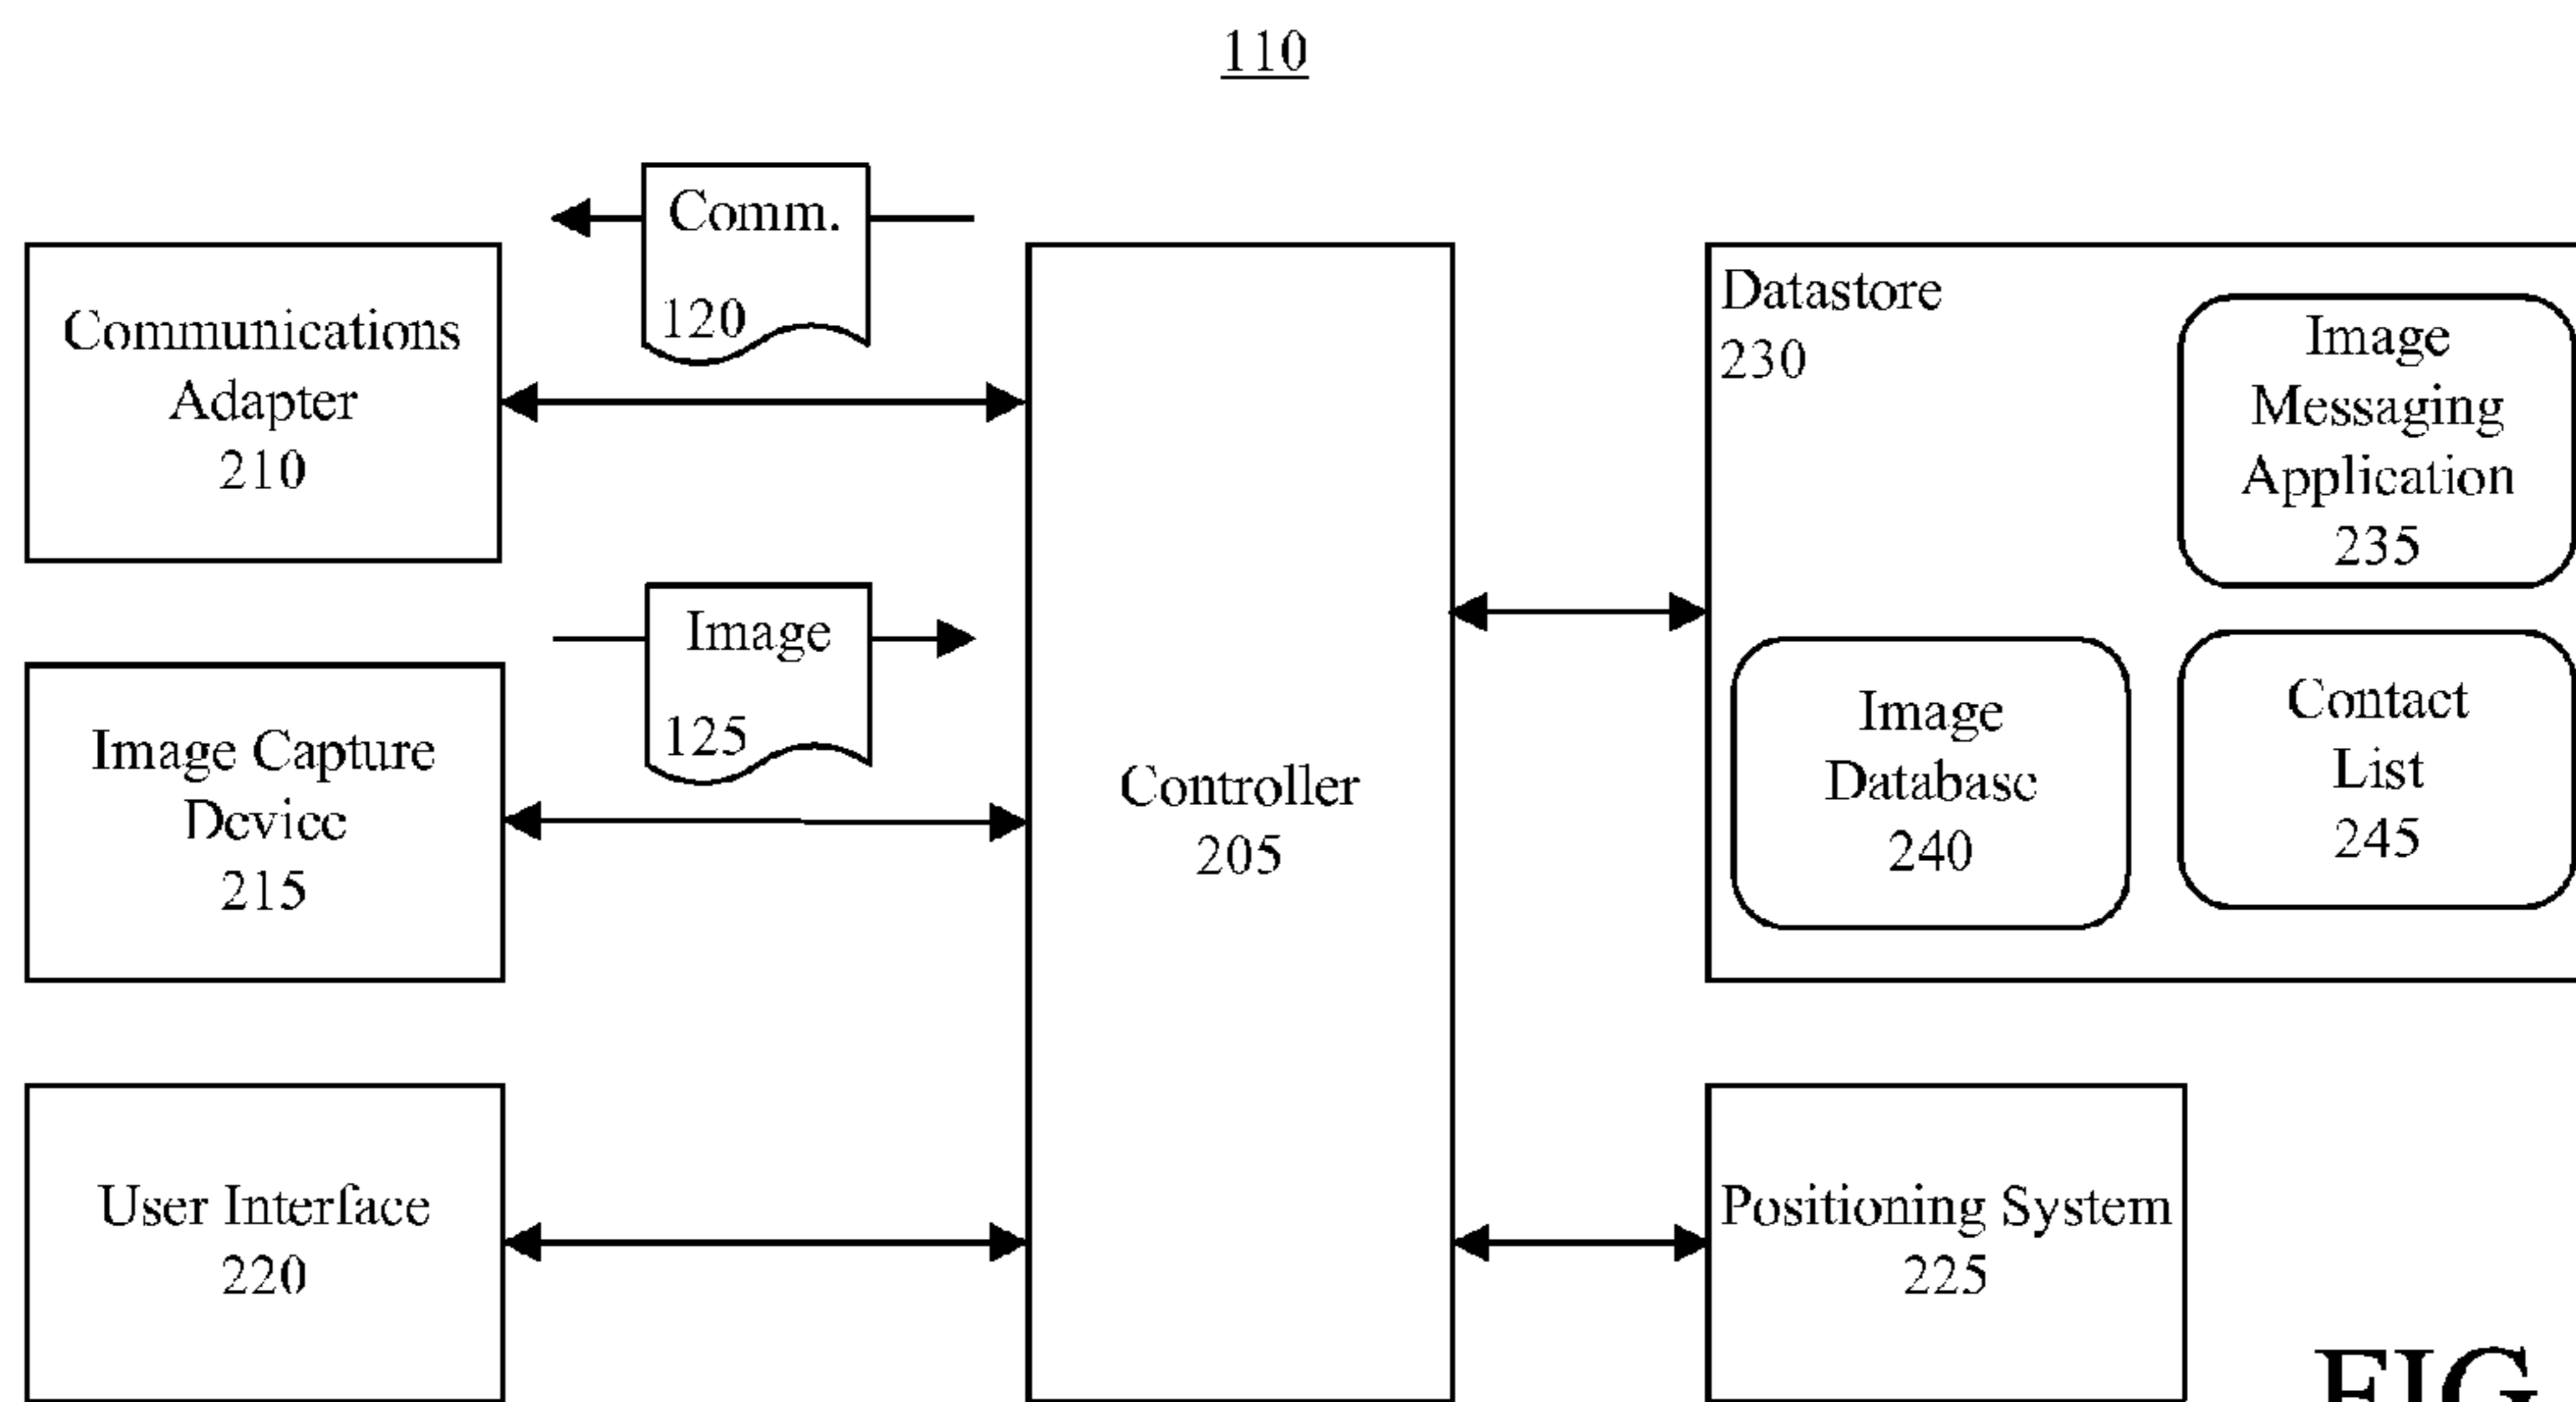 110
Comm.
120
Communications
Adapter
210
Image
125
Image Capture
Device
215
User Interface
220
Controller
205
Datastore
230
Image
Messaging
Application
235
Image
Database
240
Contact
List
245
Positioning System
225
FIG